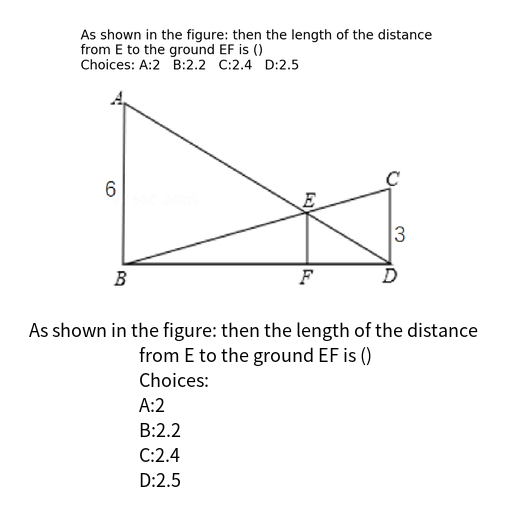 As shown in the figure: then the length of the distance
from E to the ground EF is ()
Choices: A:2 B:2.2 C:2.4 D:2.5
A
C
6
E
3
B
F
D
As shown in the figure: then the length of the distance
from E to the ground EF is ()
Choices:
A:2
B:2.2
C:2.4
D:2.5